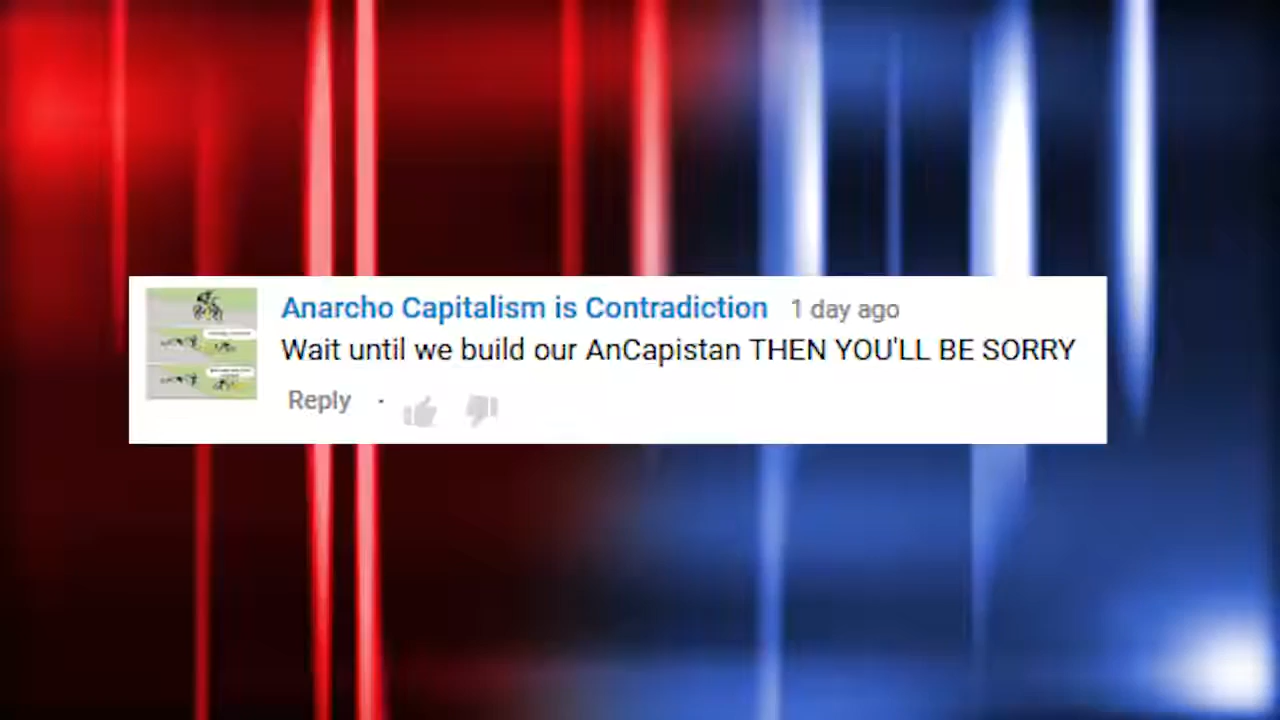 Anarcho Capitalism is Contradiction 1 day ago
Wait until we build our AnCapistan THEN YOU'LL BE SORRY
Reply ·